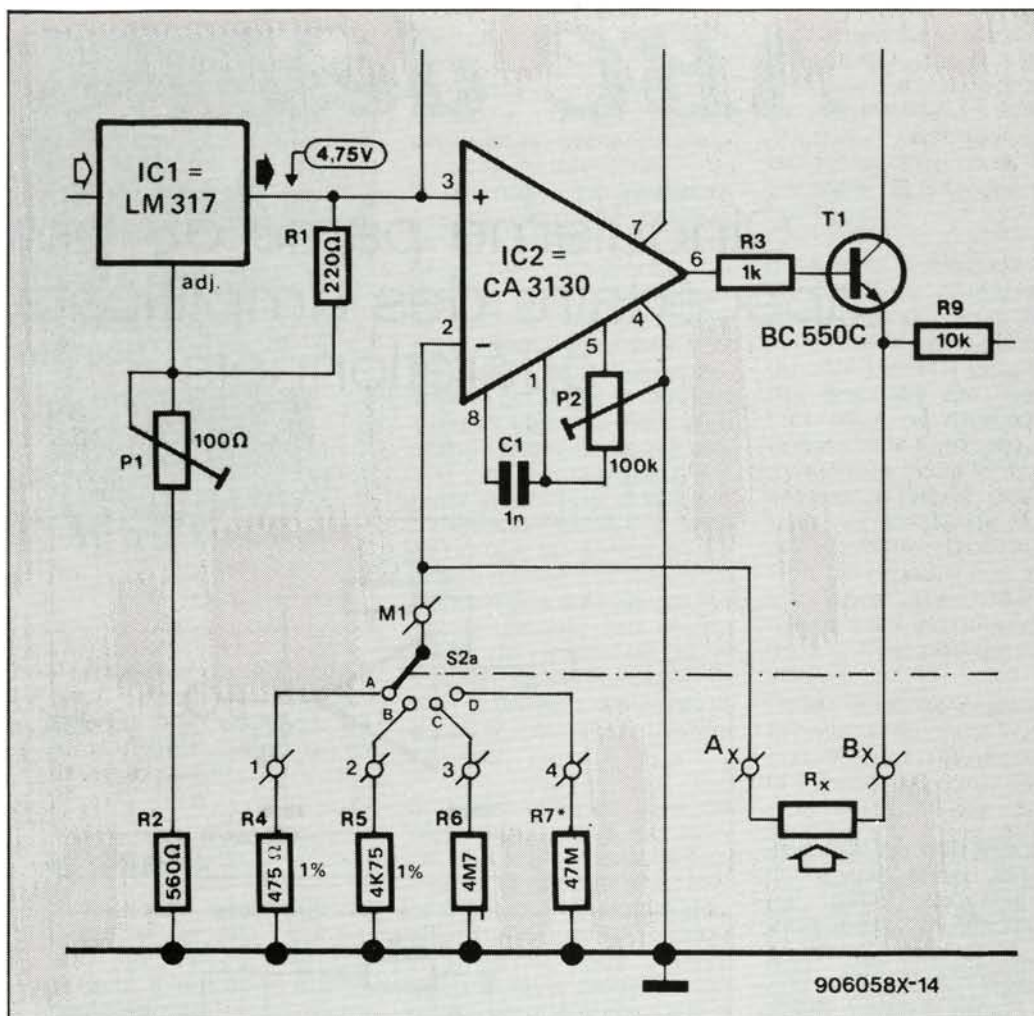 IC1 =
LM 317
4,75V
adj.
R1
220Ω
P1
100Ω
3
+
2
-
IC2 =
CA 3130
7
6
4
5
1
8
P2
100k
C1
1n
R3
1k
T1
BC 550C
R9
10k
M1
S2a
A
B
C
D
1
2
3
4
R2
560Ω
R4
475 Ω
1%
R5
4K75
1%
R6
4M7
R7*
47M
AX
BX
Rx
906058X-14